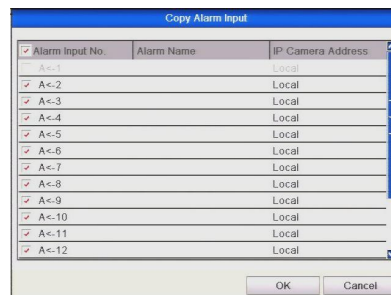 Copy Alarm Input
Alarm Input No. Alarm Name IP Camera Address
A<-1 Local
A<-2 Local
A<-3 Local
A<-4 Local
A<-5 Local
A<-6 Local
A<-7 Local
A<-8 Local
A<-9 Local
A<-10 Local
A<-11 Local
A<-12 Local
OK Cancel